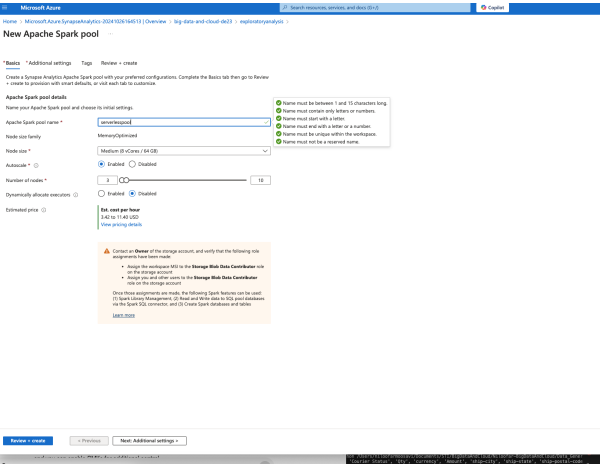 Microsoft Azure
Search resources, services, and docs (G+/)
Copilot
Home > Microsoft.Azure.SynapseAnalytics-20241026164513 | Overview > big-data-and-cloud-de23 > exploratoryanalysis >
New Apache Spark pool ...
* Basics * Additional settings Tags Review + create
Create a Synapse Analytics Apache Spark pool with your preferred configurations. Complete the Basics tab then go to Review
+ create to provision with smart defaults, or visit each tab to customize.
Apache Spark pool details
Name your Apache Spark pool and choose its initial settings.
Name must be between 1 and 15 characters long.
Name must contain only letters or numbers.
Name must start with a letter.
Name must end with a letter or a number.
Name must be unique within the workspace.
Name must not be a reserved name.
Apache Spark pool name * serverlesspool
Node size family MemoryOptimized
Node size * Medium (8 vCores / 64 GB)
Autoscale * Enabled Disabled
Number of nodes * 3 10
Dynamically allocate executors Enabled Disabled
Estimated price Est. cost per hour
3.42 to 11.40 USD
View pricing details
Contact an Owner of the storage account, and verify that the following role
assignments have been made:
• Assign the workspace MSI to the Storage Blob Data Contributor role
on the storage account
• Assign you and other users to the Storage Blob Data Contributor
role on the storage account
Once those assignments are made, the following Spark features can be used:
(1) Spark Library Management, (2) Read and Write data to SQL pool databases
via the Spark SQL connector, and (3) Create Spark databases and tables
Learn more
Review + create < Previous Next: Additional settings >
'Courier Status', 'Qty', 'currency', 'Amount', 'ship-city', 'ship-state', 'ship-postal-code